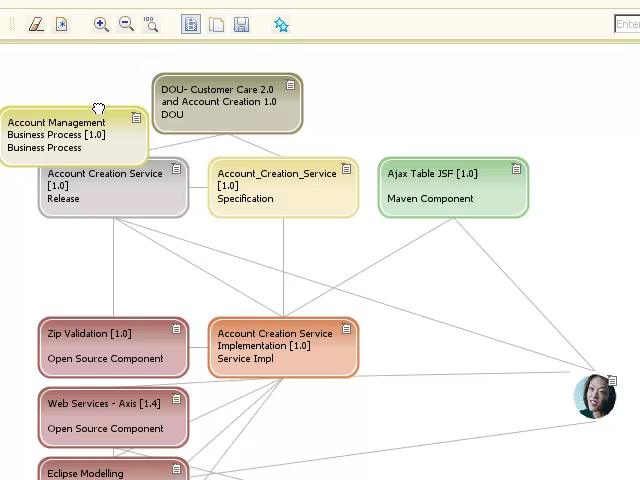 100
Enter
DOU- Customer Care 2.0
and Account Creation 1.0
DOU
Account Management
Business Process [1.0]
Business Process
Account Creation Service
[1.0]
Release
Account_Creation_Service
[1.0]
Specification
Ajax Table JSF [1.0]
Maven Component
Zip Validation [1.0]
Open Source Component
Account Creation Service
Implementation [1.0]
Service Impl
Web Services - Axis [1.4]
Open Source Component
Eclipse Modelling